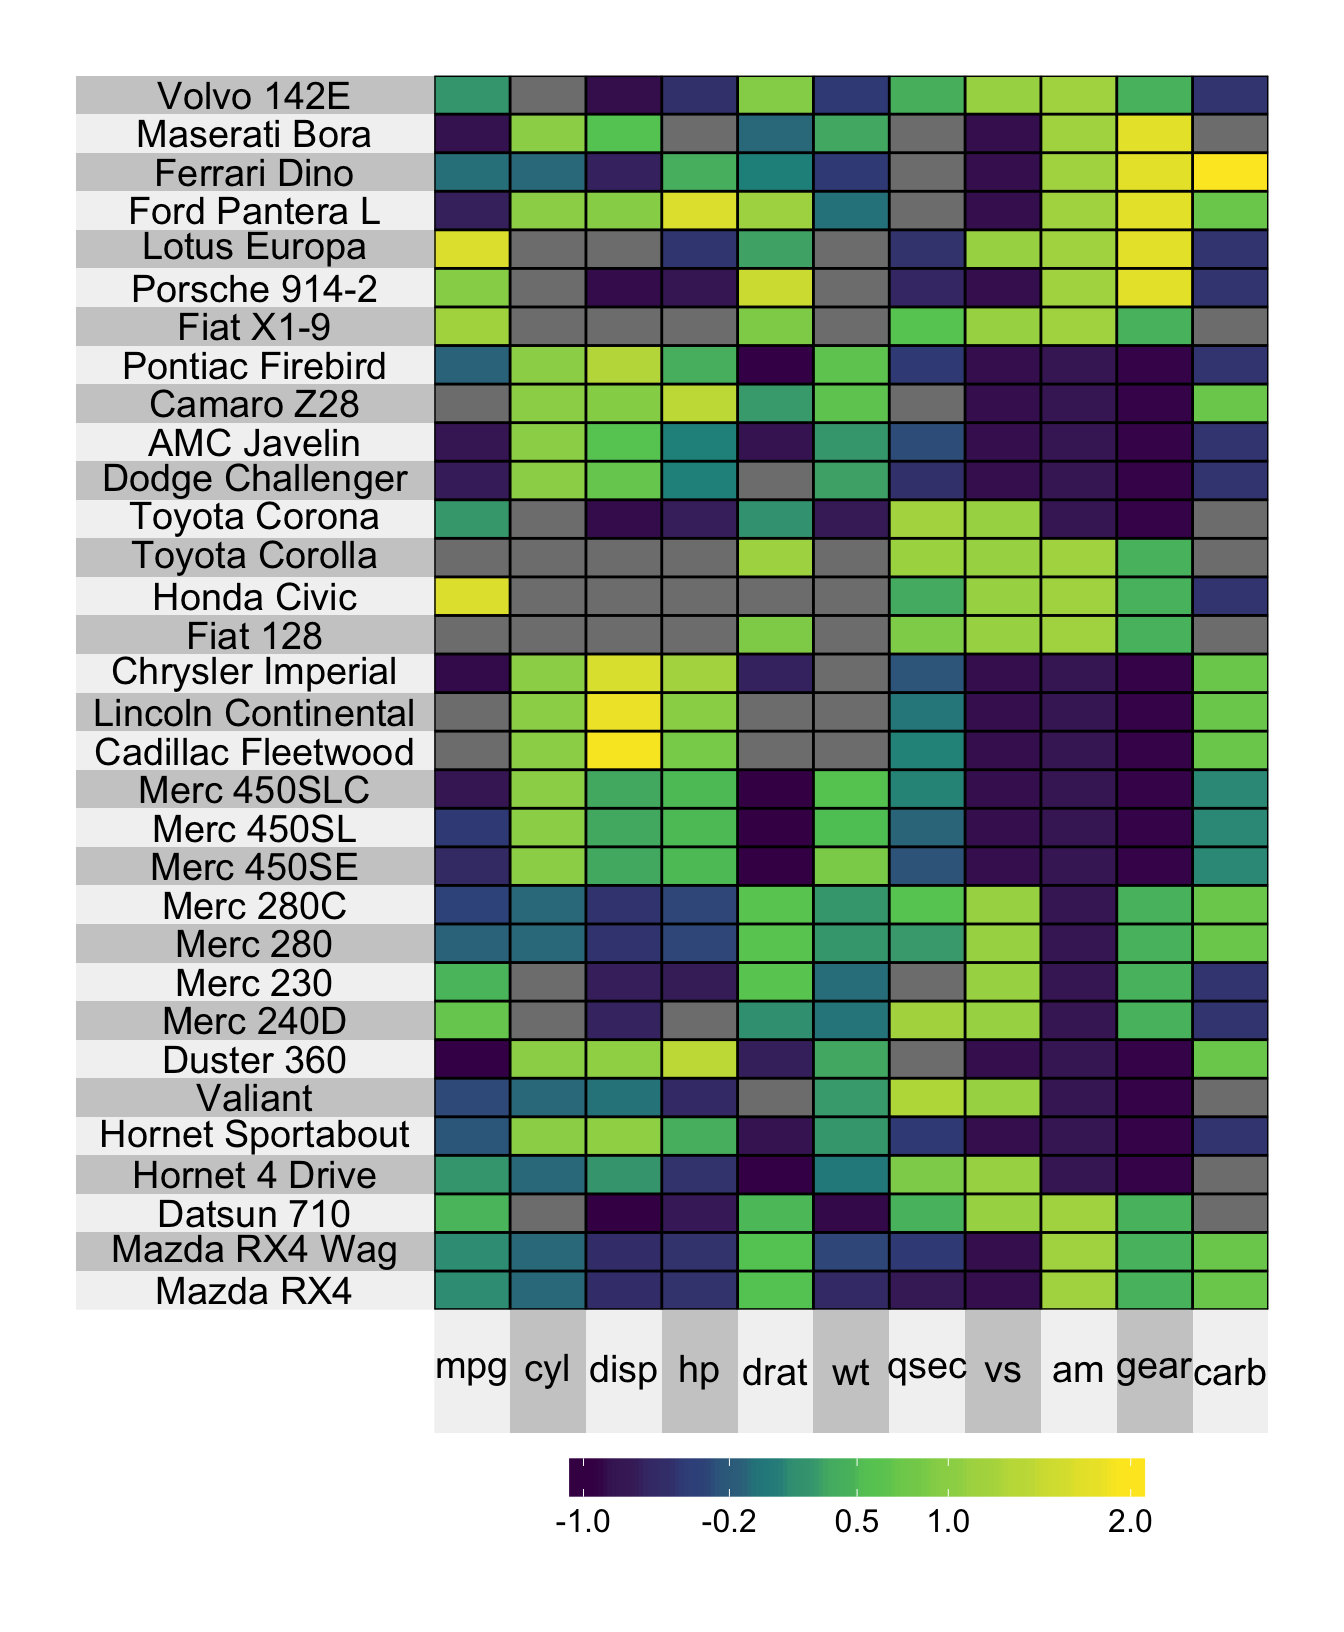 Volvo 142E
Maserati Bora
Ferrari Dino
Ford Pantera L
Lotus Europa
Porsche 914-2
Fiat X1-9
Pontiac Firebird
Camaro Z28
AMC Javelin
Dodge Challenger
Toyota Corona
Toyota Corolla
Honda Civic
Fiat 128
Chrysler Imperial
Lincoln Continental
Cadillac Fleetwood
Merc 450SLC
Merc 450SL
Merc 450SE
Merc 280C
Merc 280
Merc 230
Merc 240D
Duster 360
Valiant
Hornet Sportabout
Hornet 4 Drive
Datsun 710
Mazda RX4 Wag
Mazda RX4
mpg cyl disp hp drat wt qsec vs am gear carb
-1.0 -0.2 0.5 1.0 2.0